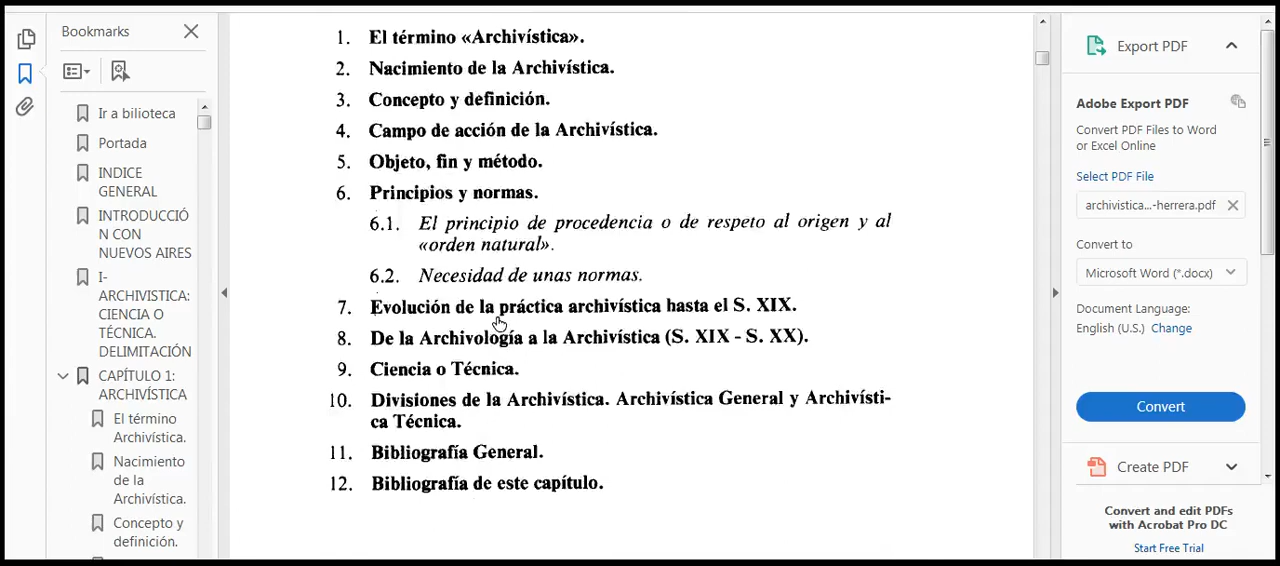 Bookmarks
Ir a bilioteca
Portada
INDICE
GENERAL
INTRODUCCIÓ
N CON
NUEVOS AIRES
I-
ARCHIVISTICA:
CIENCIA O
TÉCNICA.
DELIMITACIÓN
CAPÍTULO 1:
ARCHIVÍSTICA
El término
Archivística.
Nacimiento
de la
Archivística.
Concepto y
definición.
1. El término «Archivística».
2. Nacimiento de la Archivística.
3. Concepto y definición.
4. Campo de acción de la Archivística.
5. Objeto, fin y método.
6. Principios y normas.
6.1. El principio de procedencia o de respeto al origen y al
«orden natural».
6.2. Necesidad de unas normas.
7. Evolución de la práctica archivística hasta el S. XIX.
8. De la Archivología a la Archivística (S. XIX - S. XX).
9. Ciencia o Técnica.
10. Divisiones de la Archivística. Archivística General y Archivísti-
ca Técnica.
11. Bibliografía General.
12. Bibliografía de este capítulo.
Export PDF
Adobe Export PDF
Convert PDF Files to Word
or Excel Online
Select PDF File
archivistica...-herrera.pdf
Convert to
Microsoft Word (*.docx)
Document Language:
English (U.S.) Change
Convert
Create PDF
Convert and edit PDFs
with Acrobat Pro DC
Start Free Trial